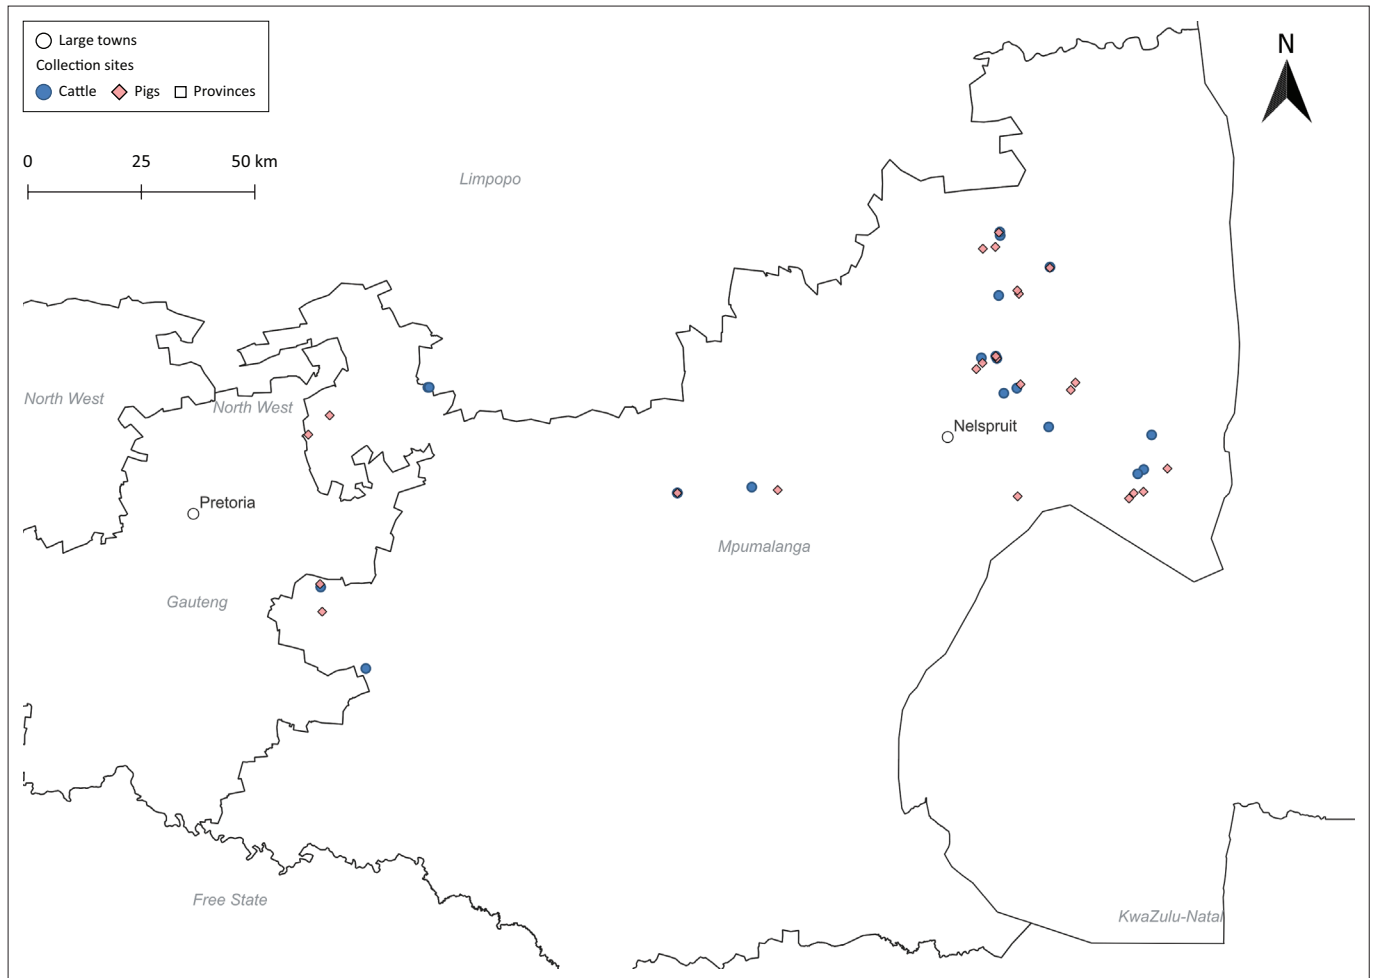 Large towns
Collection sites
Cattle Pigs Provinces
N
0 25 50 km
Limpopo
North West
North West
Nelspruit
Pretoria
Mpumalanga
Gauteng
Free State
KwaZulu-Natal